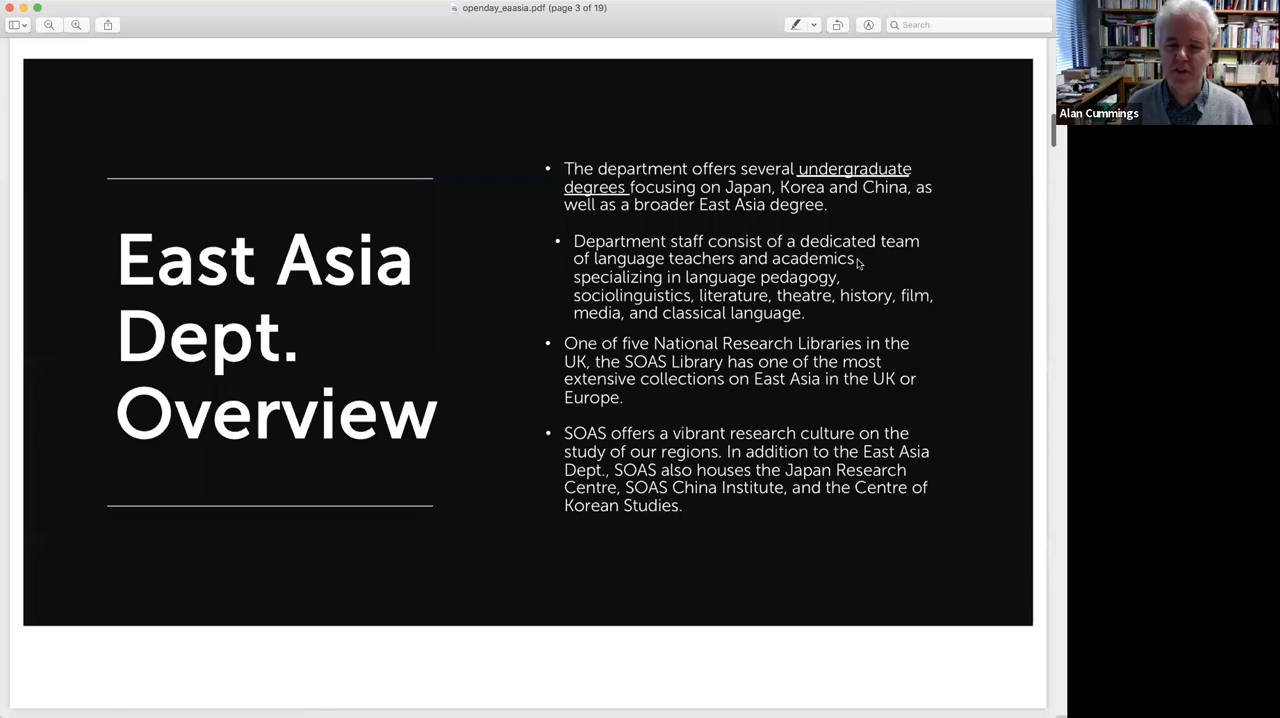 openday_eaasia.pdf (page 3 of 19)
Search
Alan Cummings
East Asia
Dept.
Overview
• The department offers several undergraduate
degrees focusing on Japan, Korea and China, as
well as a broader East Asia degree.
• Department staff consist of a dedicated team
of language teachers and academics
specializing in language pedagogy,
sociolinguistics, literature, theatre, history, film,
media, and classical language.
• One of five National Research Libraries in the
UK, the SOAS Library has one of the most
extensive collections on East Asia in the UK or
Europe.
• SOAS offers a vibrant research culture on the
study of our regions. In addition to the East Asia
Dept., SOAS also houses the Japan Research
Centre, SOAS China Institute, and the Centre of
Korean Studies.